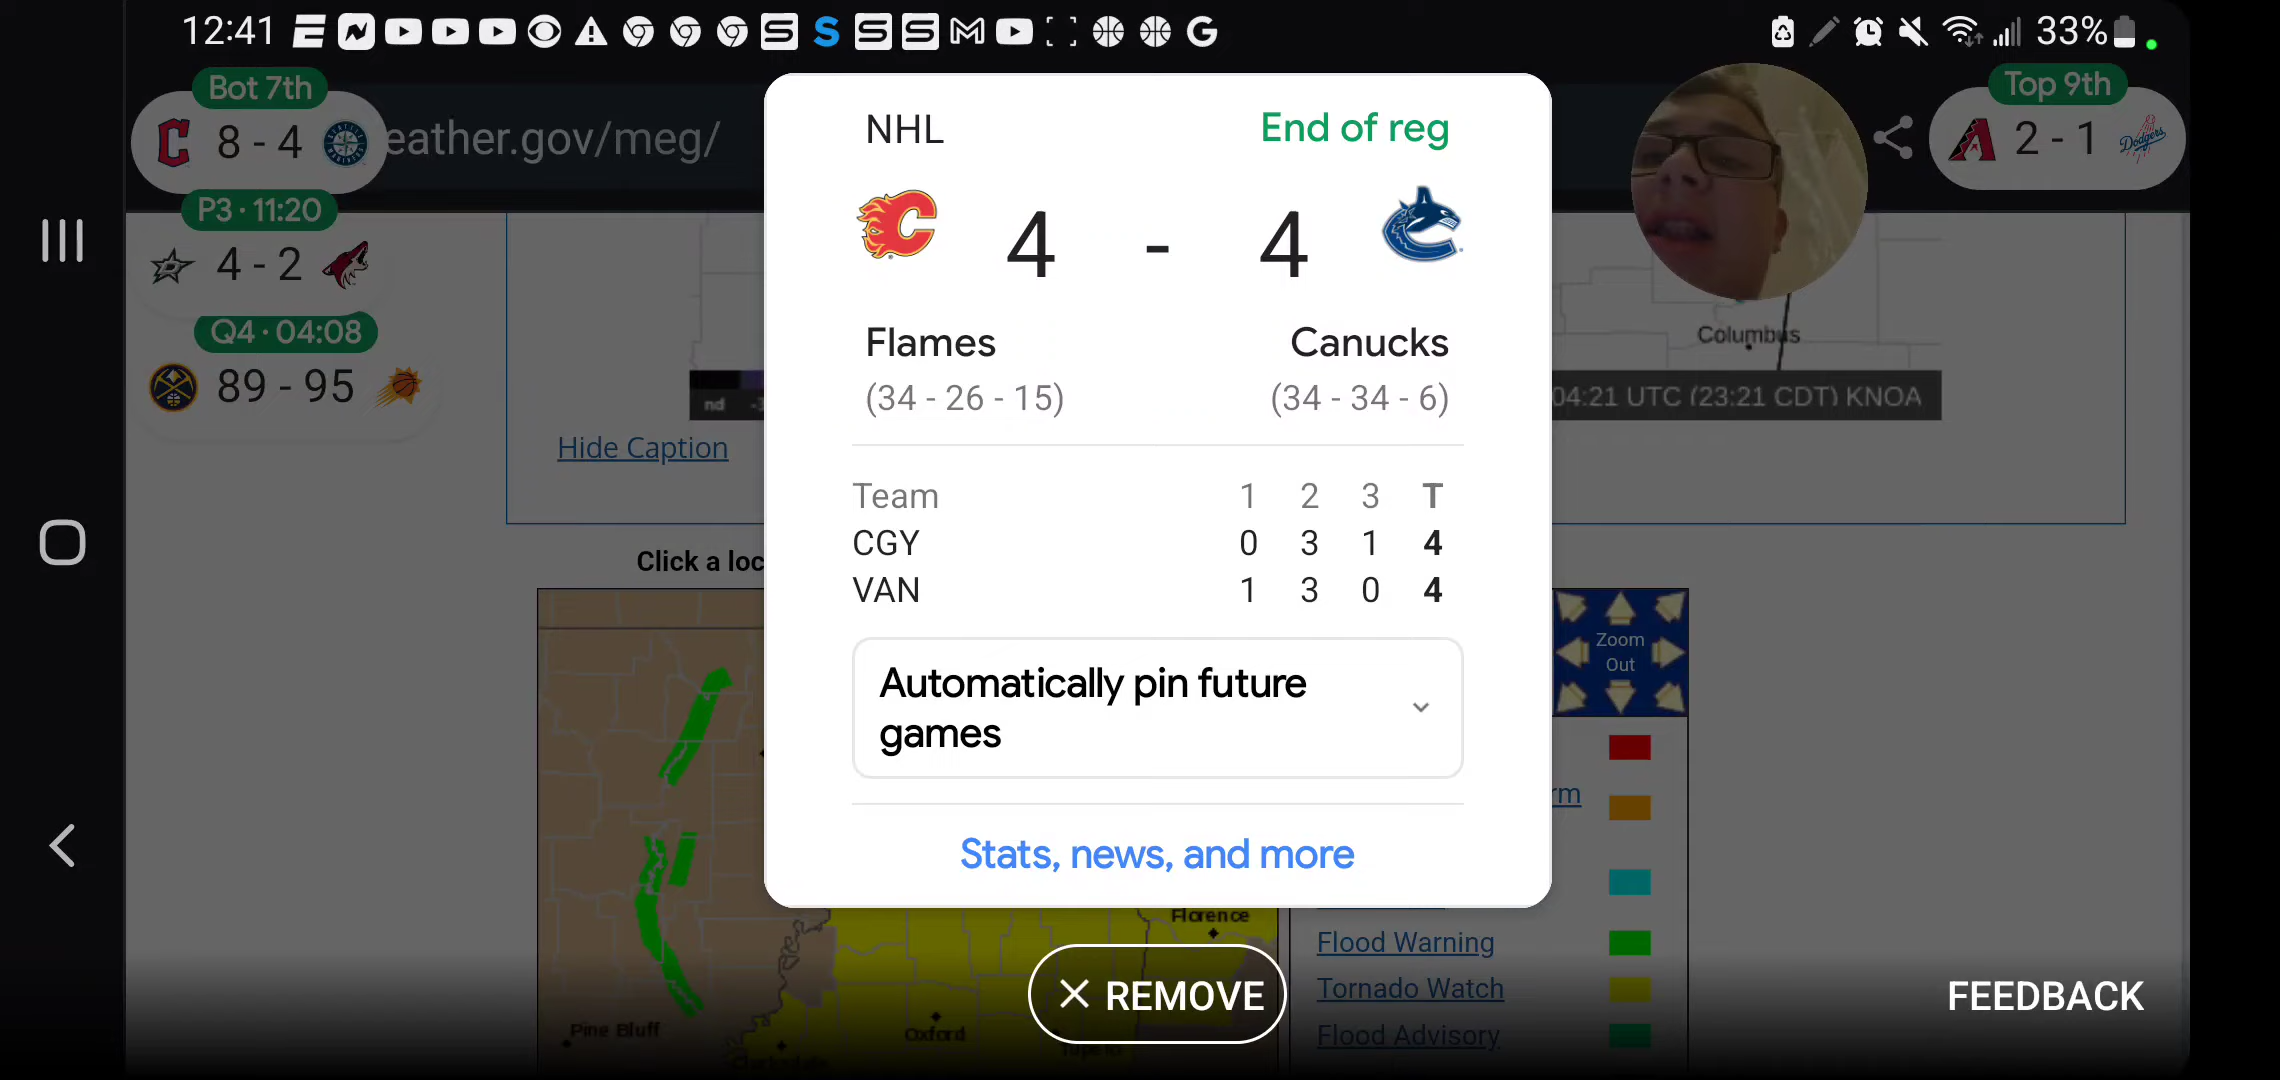 12:41
33%
Bot 7th
8 - 4
eather.gov/meg/
P3 · 11:20
4 - 2
Q4 · 04:08
89 - 95
Top 9th
2 - 1
Dodgers
NHL
End of reg
4 - 4
Flames
Canucks
(34 - 26 - 15)
(34 - 34 - 6)
Team 1 2 3 T
CGY 0 3 1 4
VAN 1 3 0 4
Automatically pin future
games
Stats, news, and more
× REMOVE
FEEDBACK
Columbus
nd
04:21 UTC (23:21 CDT) KNQA
Hide Caption
Click a loc
Zoom
Out
rm
Florence
Flood Warning
Tornado Watch
Flood Advisory
Pine Bluff
Oxford